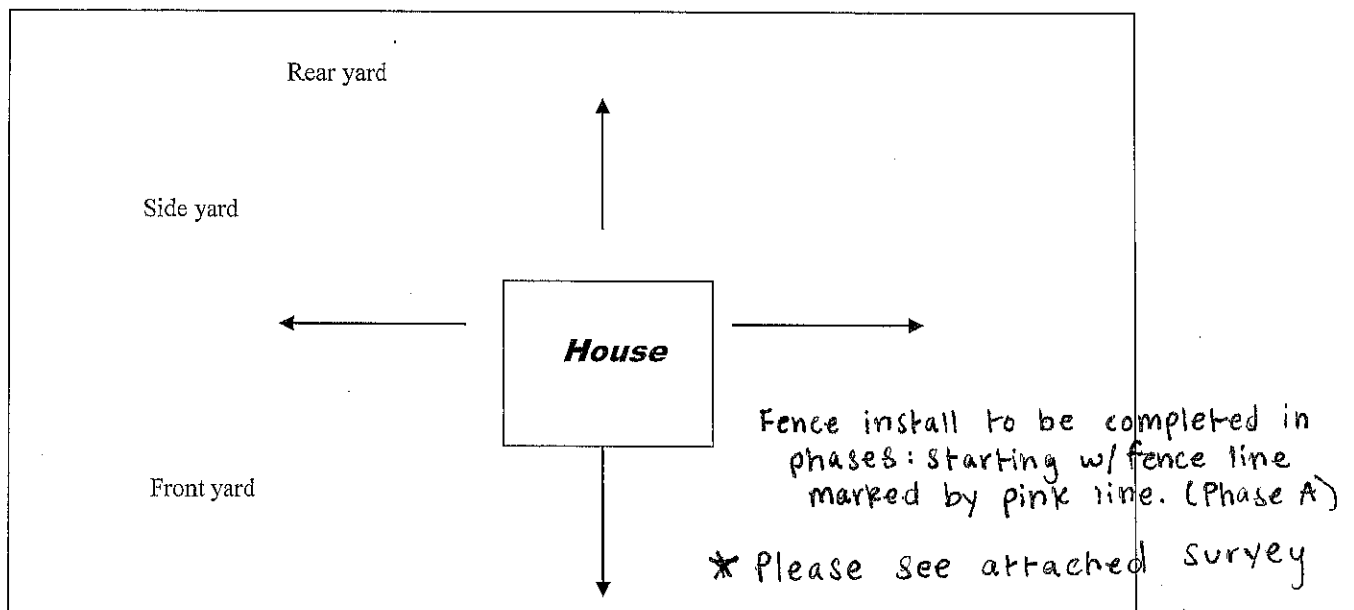 Rear yard
Side yard
House
Fence install to be completed in
phases: starting w/ fence line
marked by pink line. (Phase A)
Front yard
* Please see attached survey